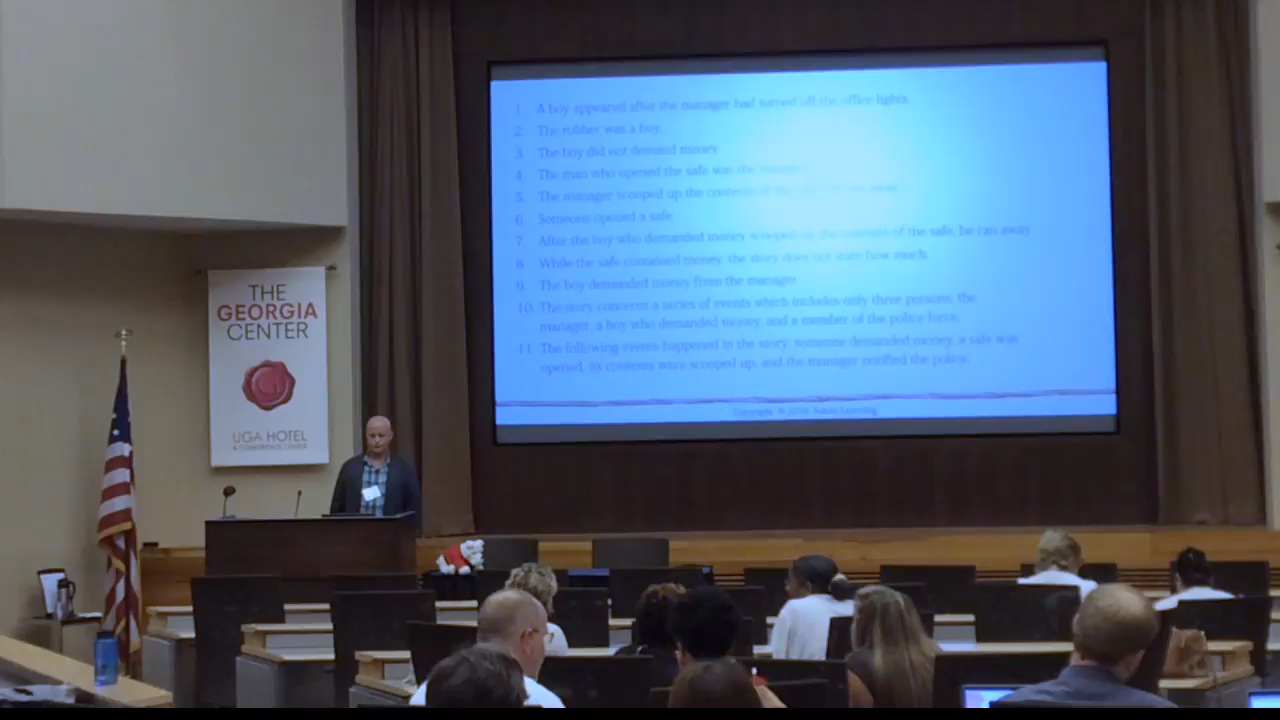 1. A boy appeared after the manager had turned off the office lights.
2. The robber was a boy.
3. The boy did not demand money.
4. The man who opened the safe was the manager.
5. The manager scooped up the contents of the
6. Someone opened a safe.
7. After the boy who demanded money scooped up the contents of the safe, he ran away.
8. While the safe contained money, the story does not state how much.
9. The boy demanded money from the manager.
10. The story concerns a series of events which includes only three persons: the
manager, a boy who demanded money, and a member of the police force.
11. The following events happened in the story: someone demanded money, a safe was
opened, its contents were scooped up, and the manager notified the police.
Copyright © Learning
THE
GEORGIA
CENTER
UGA HOTEL
& CONFERENCE CENTER